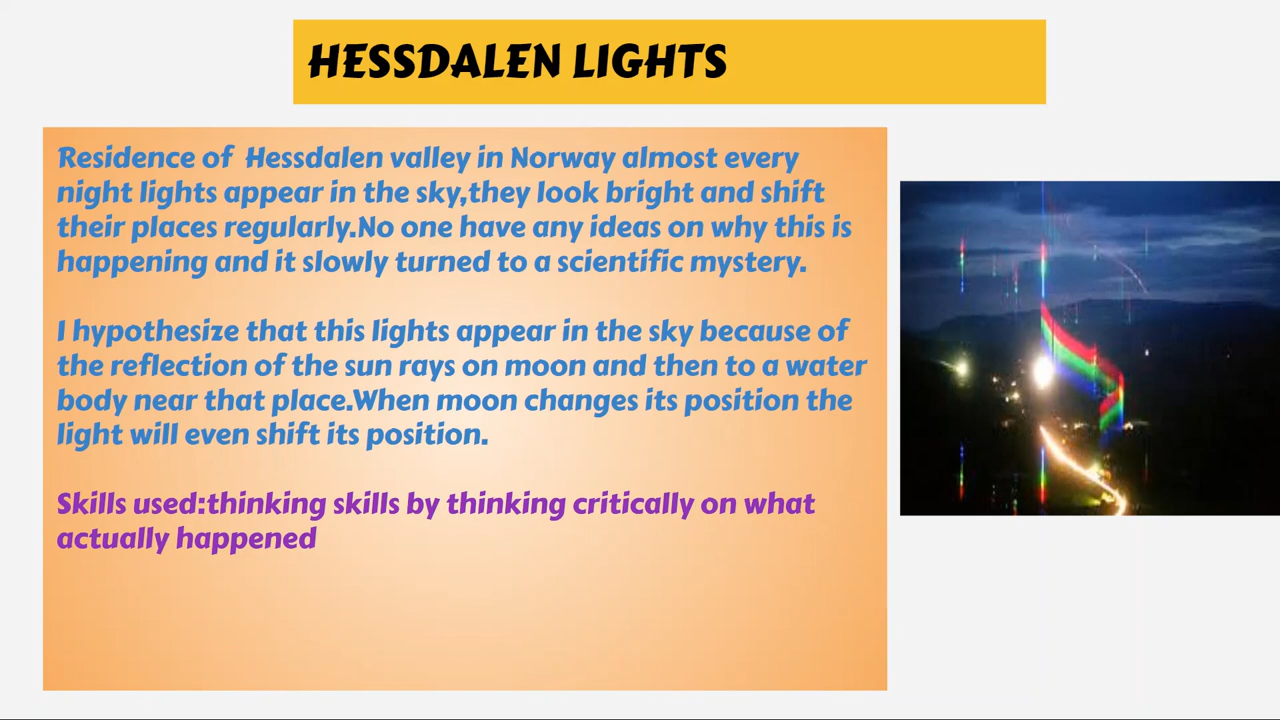 HESSDALEN LIGHTS
Residence of  Hessdalen valley in Norway almost every
night lights appear in the sky,they look bright and shift
their places regularly.No one have any ideas on why this is
happening and it slowly turned to a scientific mystery.
I hypothesize that this lights appear in the sky because of
the reflection of the sun rays on moon and then to a water
body near that place.When moon changes its position the
light will even shift its position.
Skills used:thinking skills by thinking critically on what
actually happened